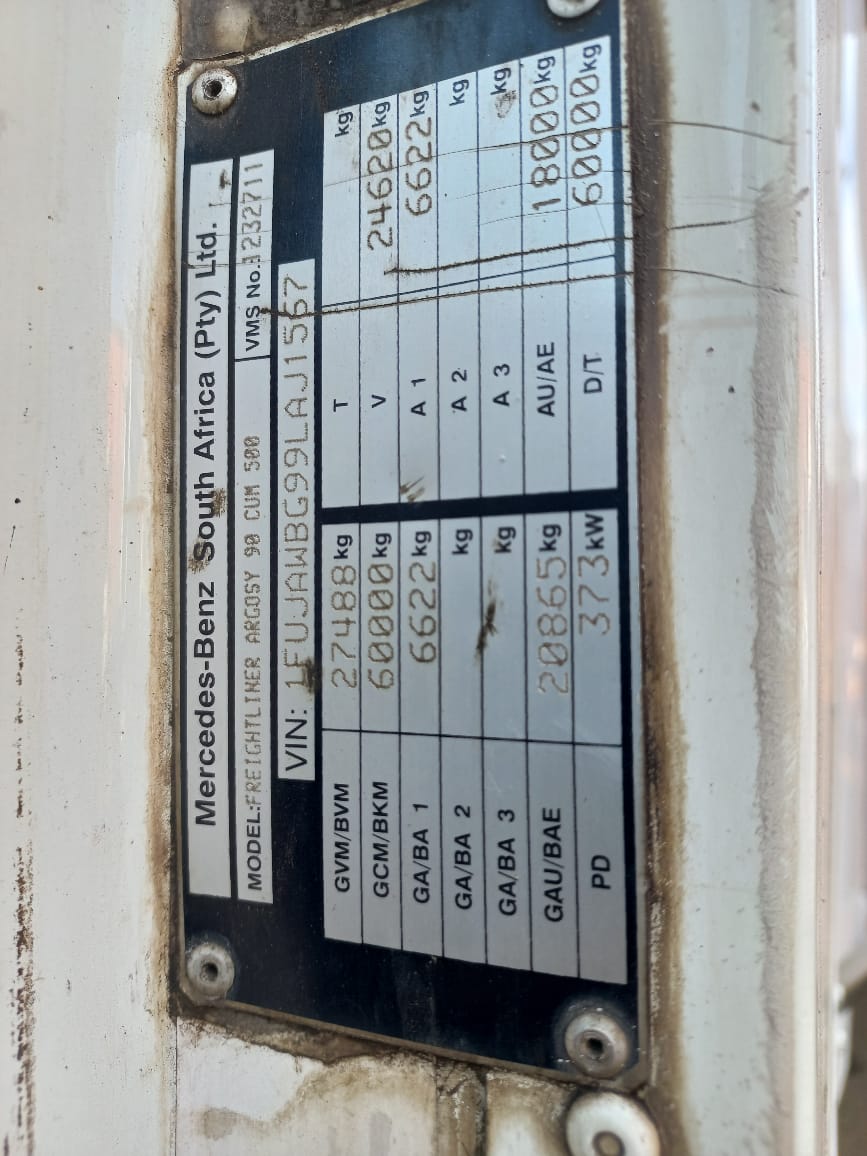 Mercedes-Benz South Africa (Pty) Ltd.
MODEL:FREIGHTLINER ARGOSY 90 CUM 500 VMS No.1232711
VIN: 1FUJAWBG99LAJ1567
GVM/BVM 27488kg T kg
GCM/BKM 60000kg V 24620kg
GA/BA 1 6622kg A 1 6622kg
GA/BA 2 kg A 2 kg
GA/BA 3 kg A 3 kg
GAU/BAE 20865kg AU/AE 18000kg
PD 373kW D/T 60000kg